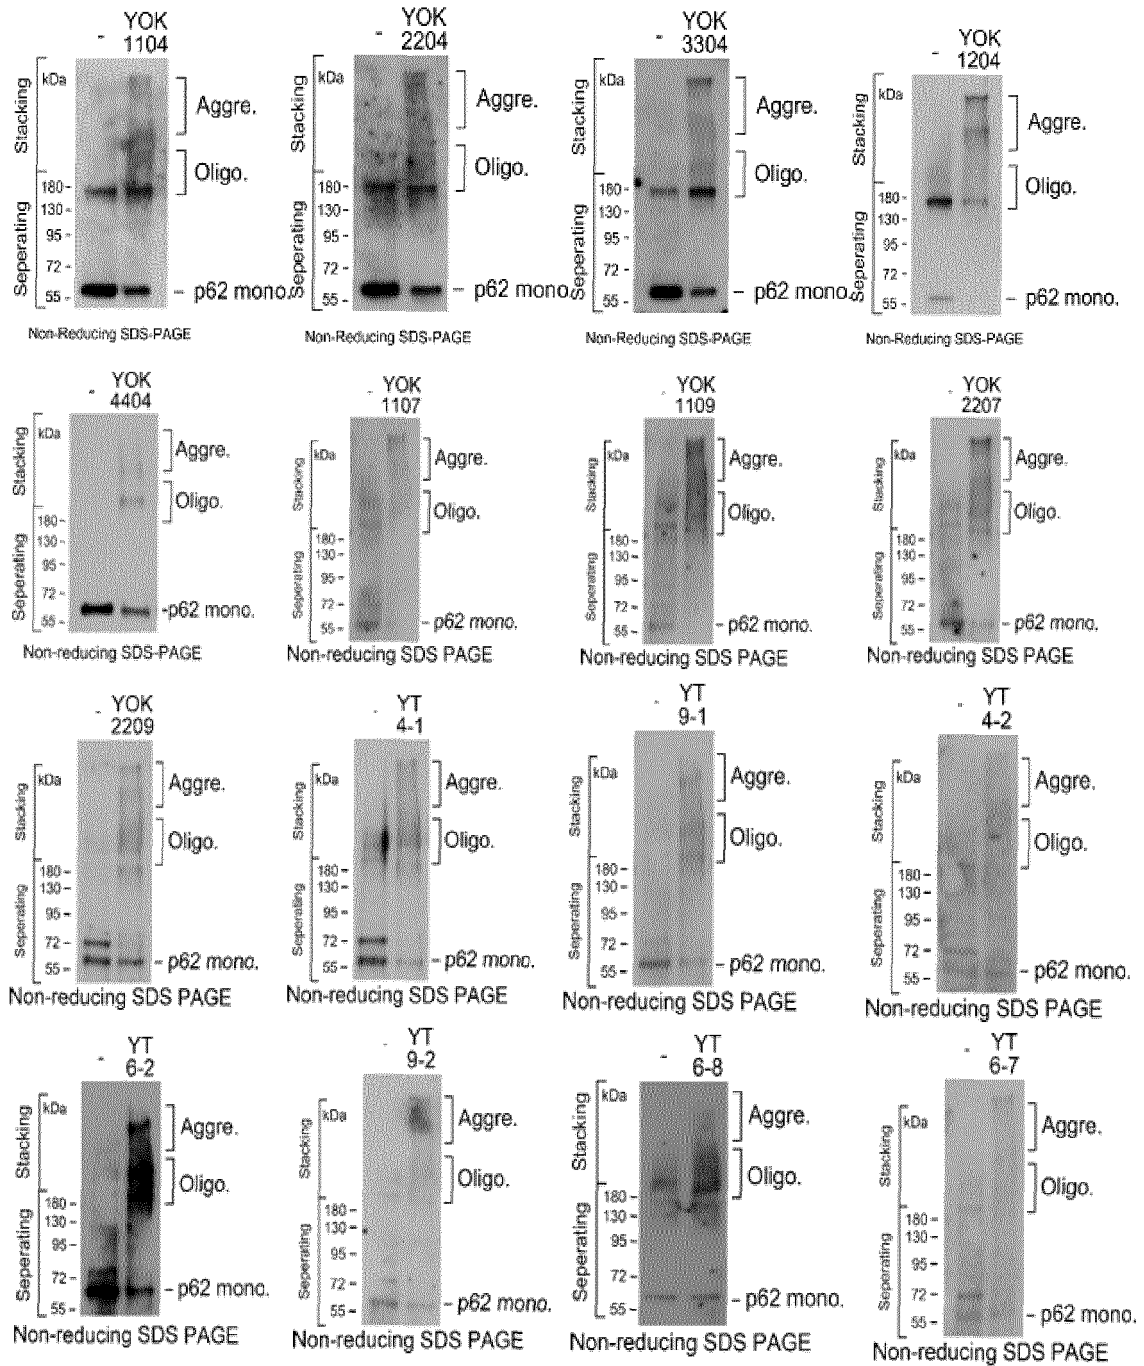 - YOK 1104
kDa
Stacking
Seperating
180
130
95
72
55
Aggre.
Oligo.
p62 mono.
Non-Reducing SDS-PAGE
- YOK 2204
kDa
Stacking
Seperating
180
130
95
72
55
Aggre.
Oligo.
p62 mono.
Non-Reducing SDS-PAGE
- YOK 3304
kDa
Stacking
Seperating
180
130
95
72
55
Aggre.
Oligo.
p62 mono.
Non-Reducing SDS-PAGE
- YOK 1204
kDa
Stacking
Seperating
180
130
95
72
55
Aggre.
Oligo.
p62 mono.
Non-Reducing SDS-PAGE
- YOK 4404
kDa
Stacking
Seperating
180
130
95
72
55
Aggre.
Oligo.
p62 mono.
Non-reducing SDS-PAGE
- YOK 1107
kDa
Stacking
Seperating
180
130
95
72
55
Aggre.
Oligo.
p62 mono.
Non-reducing SDS PAGE
- YOK 1109
kDa
Stacking
Seperating
180
130
95
72
55
Aggre.
Oligo.
p62 mono.
Non-reducing SDS PAGE
- YOK 2207
kDa
Stacking
Seperating
180
130
95
72
55
Aggre.
Oligo.
p62 mono.
Non-reducing SDS PAGE
- YOK 2209
kDa
Stacking
Seperating
180
130
95
72
55
Aggre.
Oligo.
p62 mono.
Non-reducing SDS PAGE
- YT 4-1
kDa
Stacking
Seperating
180
130
95
72
55
Aggre.
Oligo.
p62 mono.
Non-reducing SDS PAGE
- YT 9-1
kDa
Stacking
Seperating
180
130
95
72
55
Aggre.
Oligo.
p62 mono.
Non-reducing SDS PAGE
- YT 4-2
kDa
Stacking
Seperating
180
130
95
72
55
Aggre.
Oligo.
p62 mono.
Non-reducing SDS PAGE
- YT 6-2
kDa
Stacking
Seperating
180
130
95
72
55
Aggre.
Oligo.
p62 mono.
Non-reducing SDS PAGE
- YT 9-2
kDa
Stacking
Seperating
180
130
95
72
55
Aggre.
Oligo.
p62 mono.
Non-reducing SDS PAGE
- YT 6-8
kDa
Stacking
Seperating
180
130
95
72
55
Aggre.
Oligo.
p62 mono.
Non-reducing SDS PAGE
- YT 6-7
kDa
Stacking
Seperating
180
130
95
72
55
Aggre.
Oligo.
p62 mono.
Non-reducing SDS PAGE